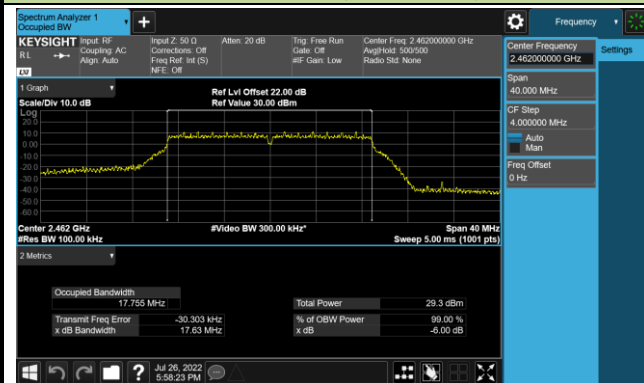 Spectrum Analyzer 1
Occupied BW
Frequency
KEYSIGHT
RL
LXI
Input: RF
Coupling: AC
Align: Auto
Input Z: 50 Ω
Corrections: Off
Freq Ref: Int (S)
NFE: Off
Atten: 20 dB
Trig: Free Run
Gate: Off
#IF Gain: Low
Center Freq: 2.462000000 GHz
Avg|Hold: 500/500
Radio Std: None
Center Frequency
2.462000000 GHz
Settings
Span
40.000 MHz
CF Step
4.000000 MHz
Auto
Man
Freq Offset
0 Hz
1 Graph
Scale/Div 10.0 dB
Ref Lvl Offset 22.00 dB
Ref Value 30.00 dBm
Log
20.0
10.0
0.00
-10.0
-20.0
-30.0
-40.0
-50.0
-60.0
Center 2.462 GHz
#Video BW 300.00 kHz*
Span 40 MHz
#Res BW 100.00 kHz
Sweep 5.00 ms (1001 pts)
2 Metrics
Occupied Bandwidth
17.755 MHz
Total Power 29.3 dBm
Transmit Freq Error -30.303 kHz
% of OBW Power 99.00 %
x dB Bandwidth 17.63 MHz
x dB -6.00 dB
?
Jul 26, 2022
5:58:23 PM